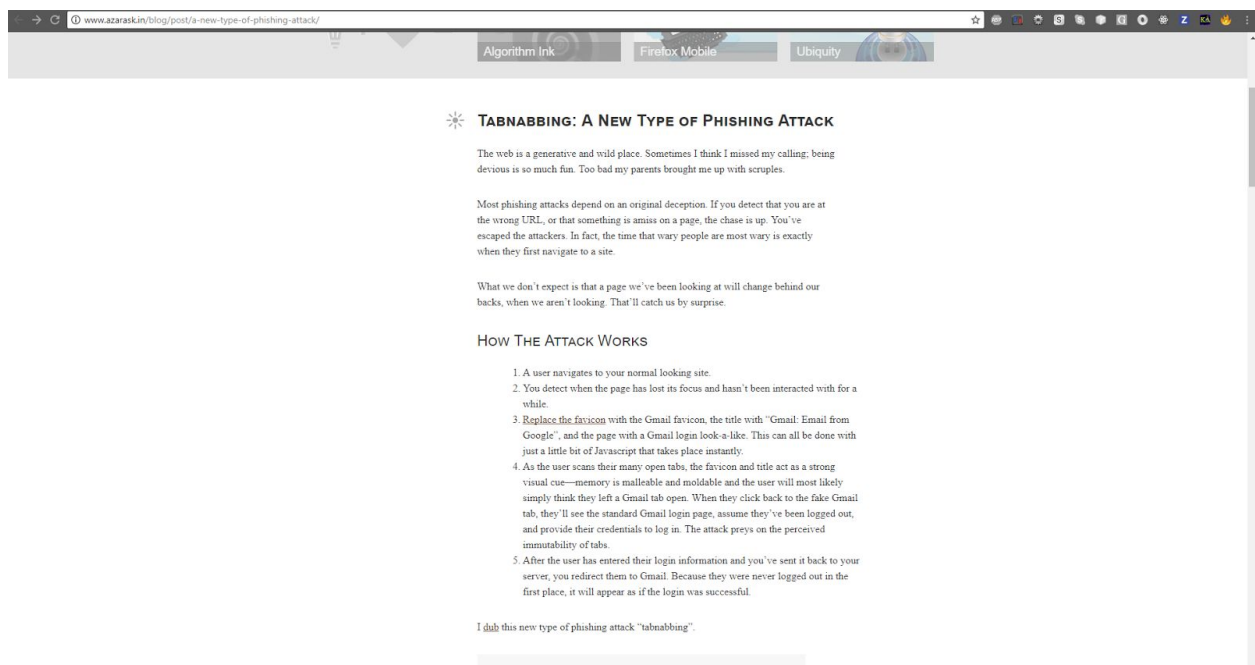 www.azarask.in/blog/post/a-new-type-of-phishing-attack/
Algorithm Ink
Firefox Mobile
Ubiquity
TABNABBING: A NEW TYPE OF PHISHING ATTACK
The web is a generative and wild place. Sometimes I think I missed my calling; being
devious is so much fun. Too bad my parents brought me up with scruples.
Most phishing attacks depend on an original deception. If you detect that you are at
the wrong URL, or that something is amiss on a page, the chase is up. You've
escaped the attackers. In fact, the time that wary people are most wary is exactly
when they first navigate to a site.
What we don't expect is that a page we've been looking at will change behind our
backs, when we aren't looking. That'll catch us by surprise.
HOW THE ATTACK WORKS
1. A user navigates to your normal looking site.
2. You detect when the page has lost its focus and hasn't been interacted with for a
while.
3. Replace the favicon with the Gmail favicon, the title with "Gmail: Email from
Google", and the page with a Gmail login look-a-like. This can all be done with
just a little bit of Javascript that takes place instantly.
4. As the user scans their many open tabs, the favicon and title act as a strong
visual cue—memory is malleable and moldable and the user will most likely
simply think they left a Gmail tab open. When they click back to the fake Gmail
tab, they'll see the standard Gmail login page, assume they've been logged out,
and provide their credentials to log in. The attack preys on the perceived
immutability of tabs.
5. After the user has entered their login information and you've sent it back to your
server, you redirect them to Gmail. Because they were never logged out in the
first place, it will appear as if the login was successful.
I dub this new type of phishing attack "tabnabbing".